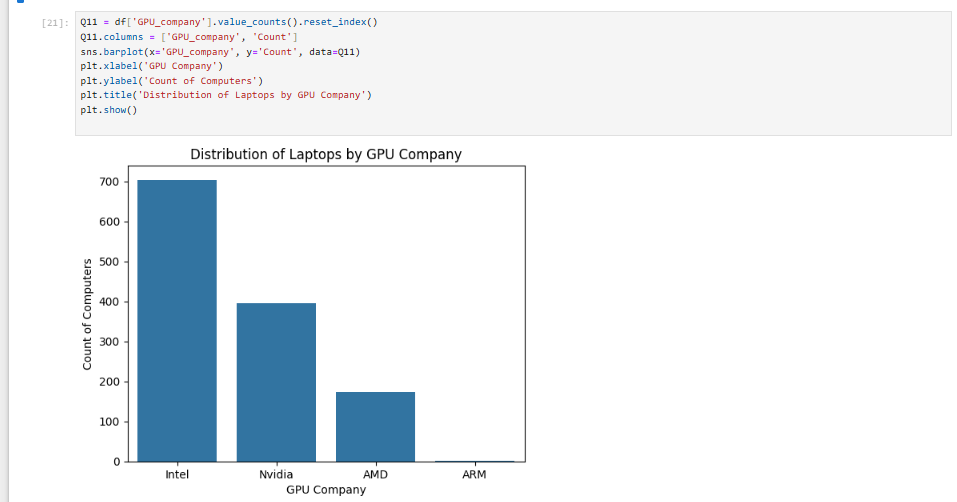 [21]:
Q11 = df['GPU_company'].value_counts().reset_index()
Q11.columns = ['GPU_company', 'Count']
sns.barplot(x='GPU_company', y='Count', data=Q11)
plt.xlabel('GPU Company')
plt.ylabel('Count of Computers')
plt.title('Distribution of Laptops by GPU Company')
plt.show()
Distribution of Laptops by GPU Company
700
600
500
400
300
200
100
0
Count of Computers
Intel
Nvidia
AMD
ARM
GPU Company